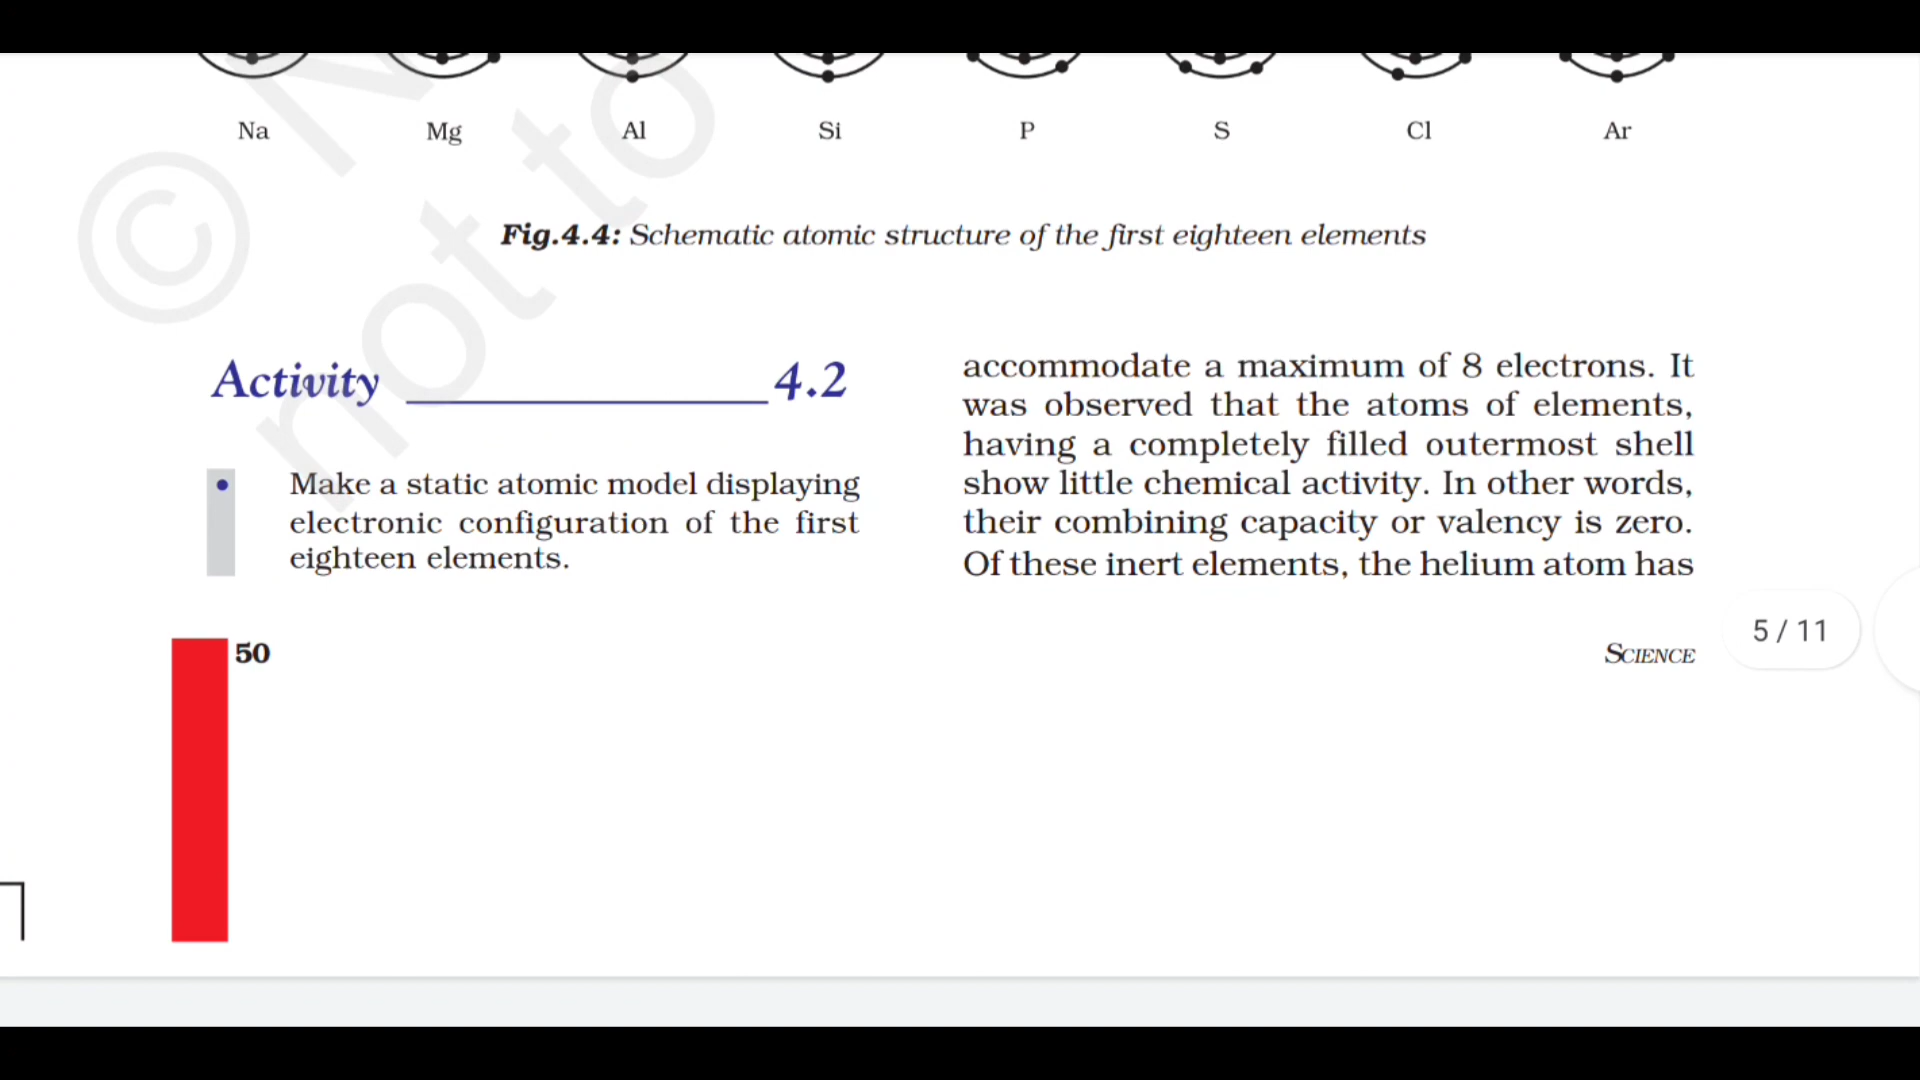 Na Mg Al Si P S Cl Ar
Fig.4.4: Schematic atomic structure of the first eighteen elements
Activity 4.2
• Make a static atomic model displaying
electronic configuration of the first
eighteen elements.
accommodate a maximum of 8 electrons. It
was observed that the atoms of elements,
having a completely filled outermost shell
show little chemical activity. In other words,
their combining capacity or valency is zero.
Of these inert elements, the helium atom has
5 / 11
50
SCIENCE
© N
not to